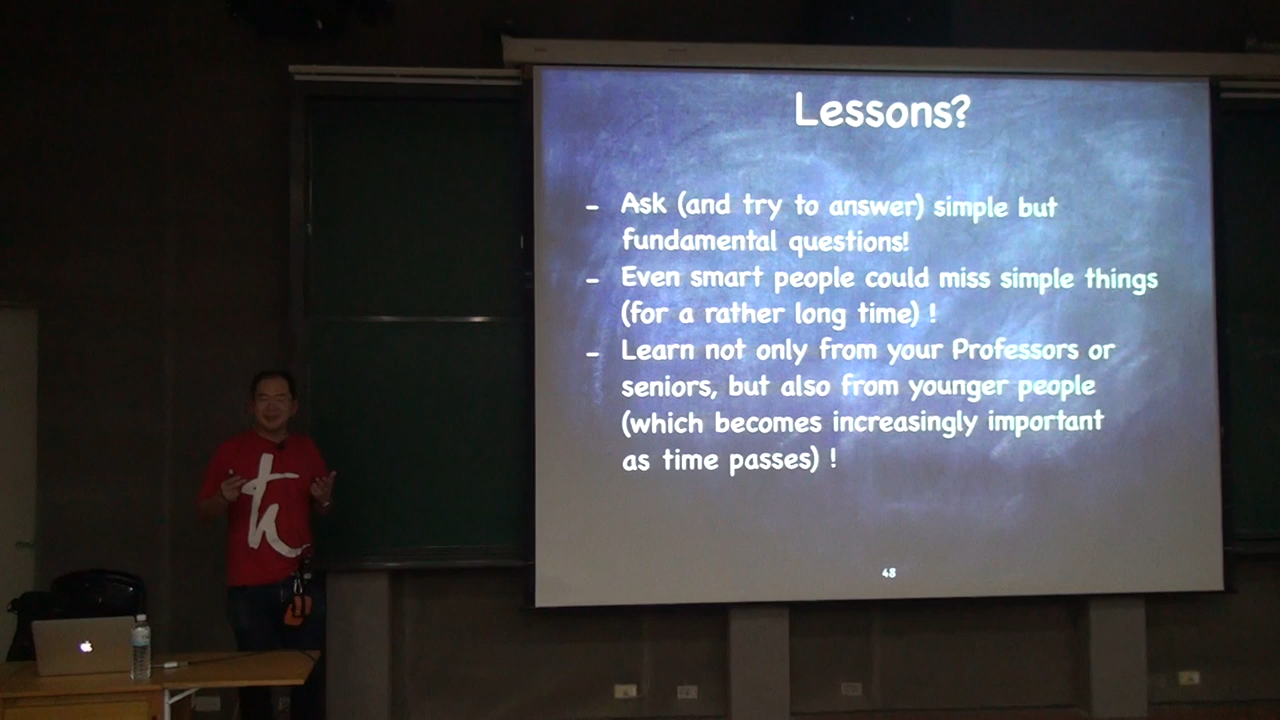 Lessons?
- Ask (and try to answer) simple but
fundamental questions!
- Even smart people could miss simple things
(for a rather long time) !
- Learn not only from your Professors or
seniors, but also from younger people
(which becomes increasingly important
as time passes) !
48